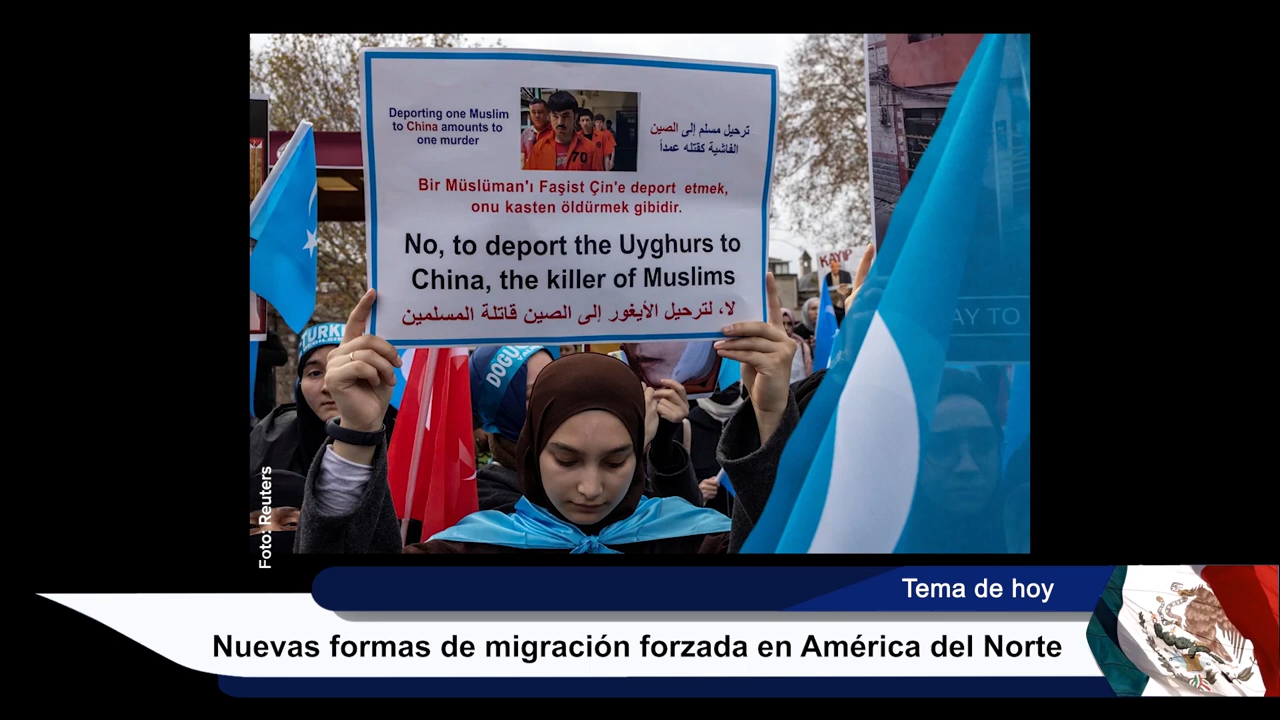 Deporting one Muslim
to China amounts to
one murder
70
ترحيل مسلم إلى الصين
الفاشية كقتله عمداً
Bir Müslüman'ı Faşist Çin'e deport etmek,
onu kasten öldürmek gibidir.
No, to deport the Uyghurs to
China, the killer of Muslims
لا، لترحيل الأيغور إلى الصين قاتلة المسلمين
KAYIP
AY TO
TURKI
DOGU
Foto: Reuters
Tema de hoy
Nuevas formas de migración forzada en América del Norte